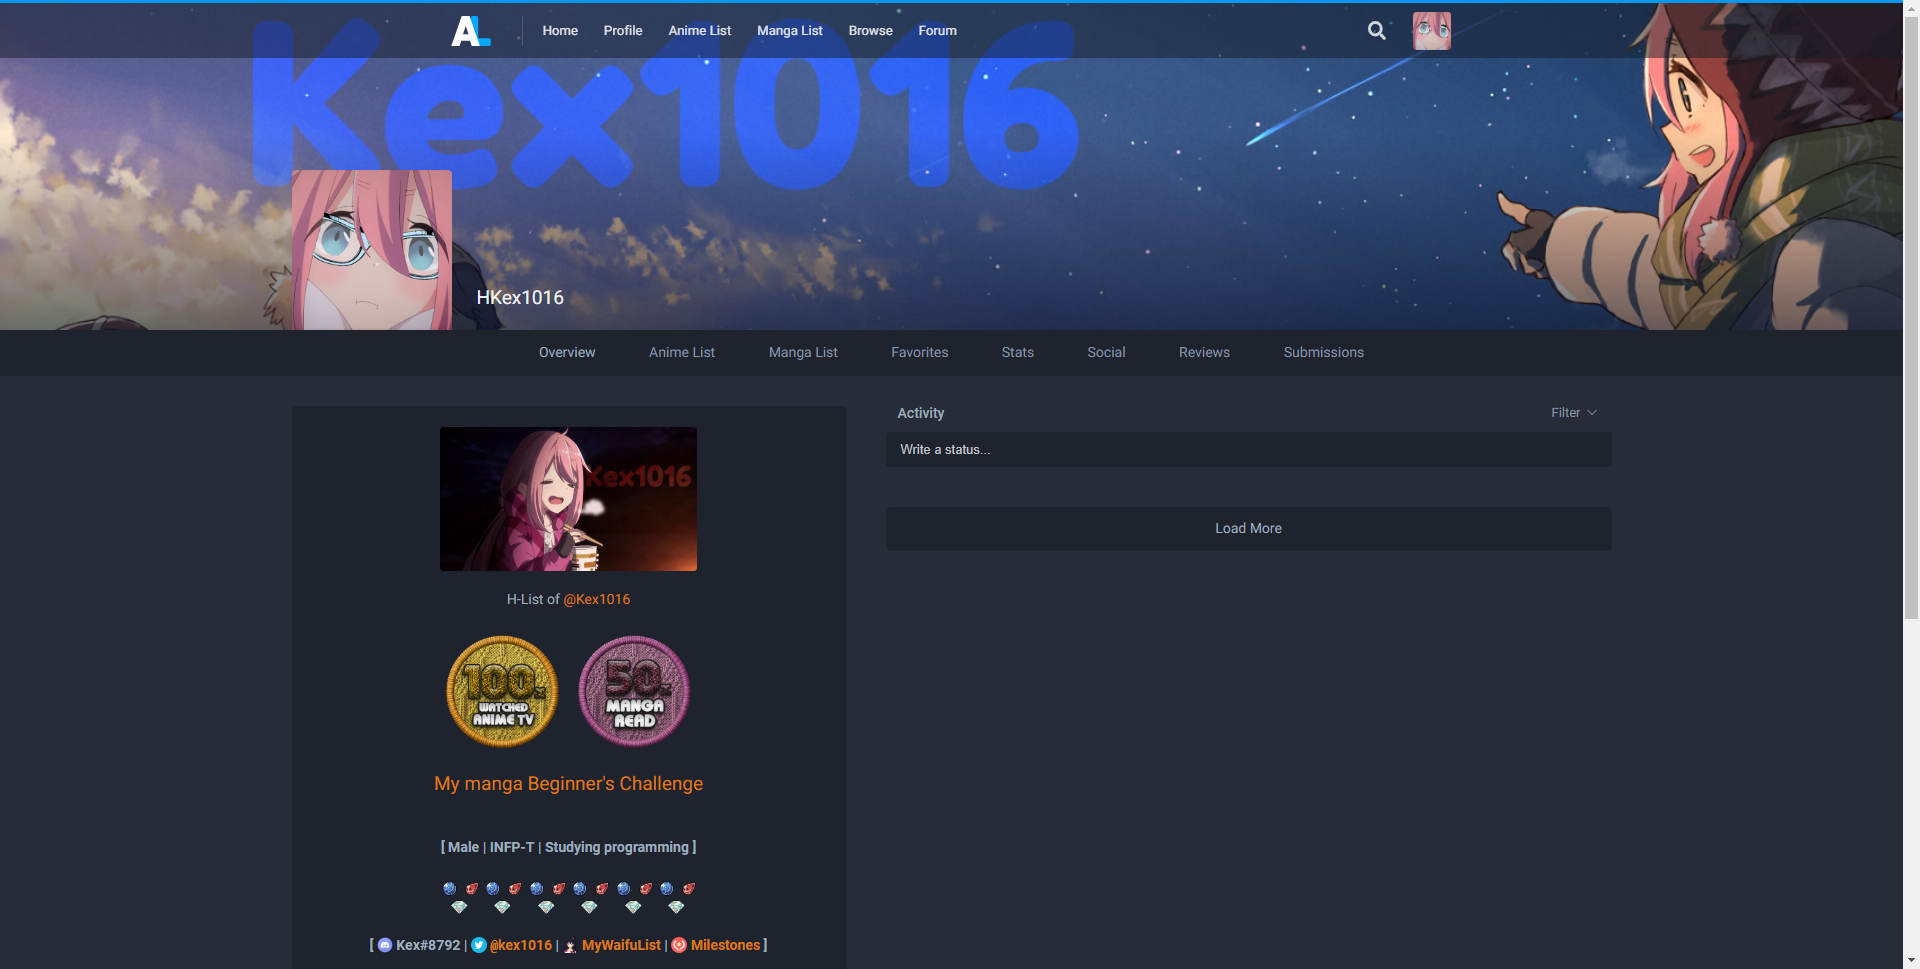 AL Home Profile Anime List Manga List Browse Forum
Kex1016
HKex1016
Overview Anime List Manga List Favorites Stats Social Reviews Submissions
Kex1016
H-List of @Kex1016
100x
WATCHED
ANIME TV
50x
MANGA
READ
My manga Beginner's Challenge
[ Male | INFP-T | Studying programming ]
[ Kex#8792 | @kex1016 | MyWaifuList | Milestones ]
Activity Filter
Write a status...
Load More